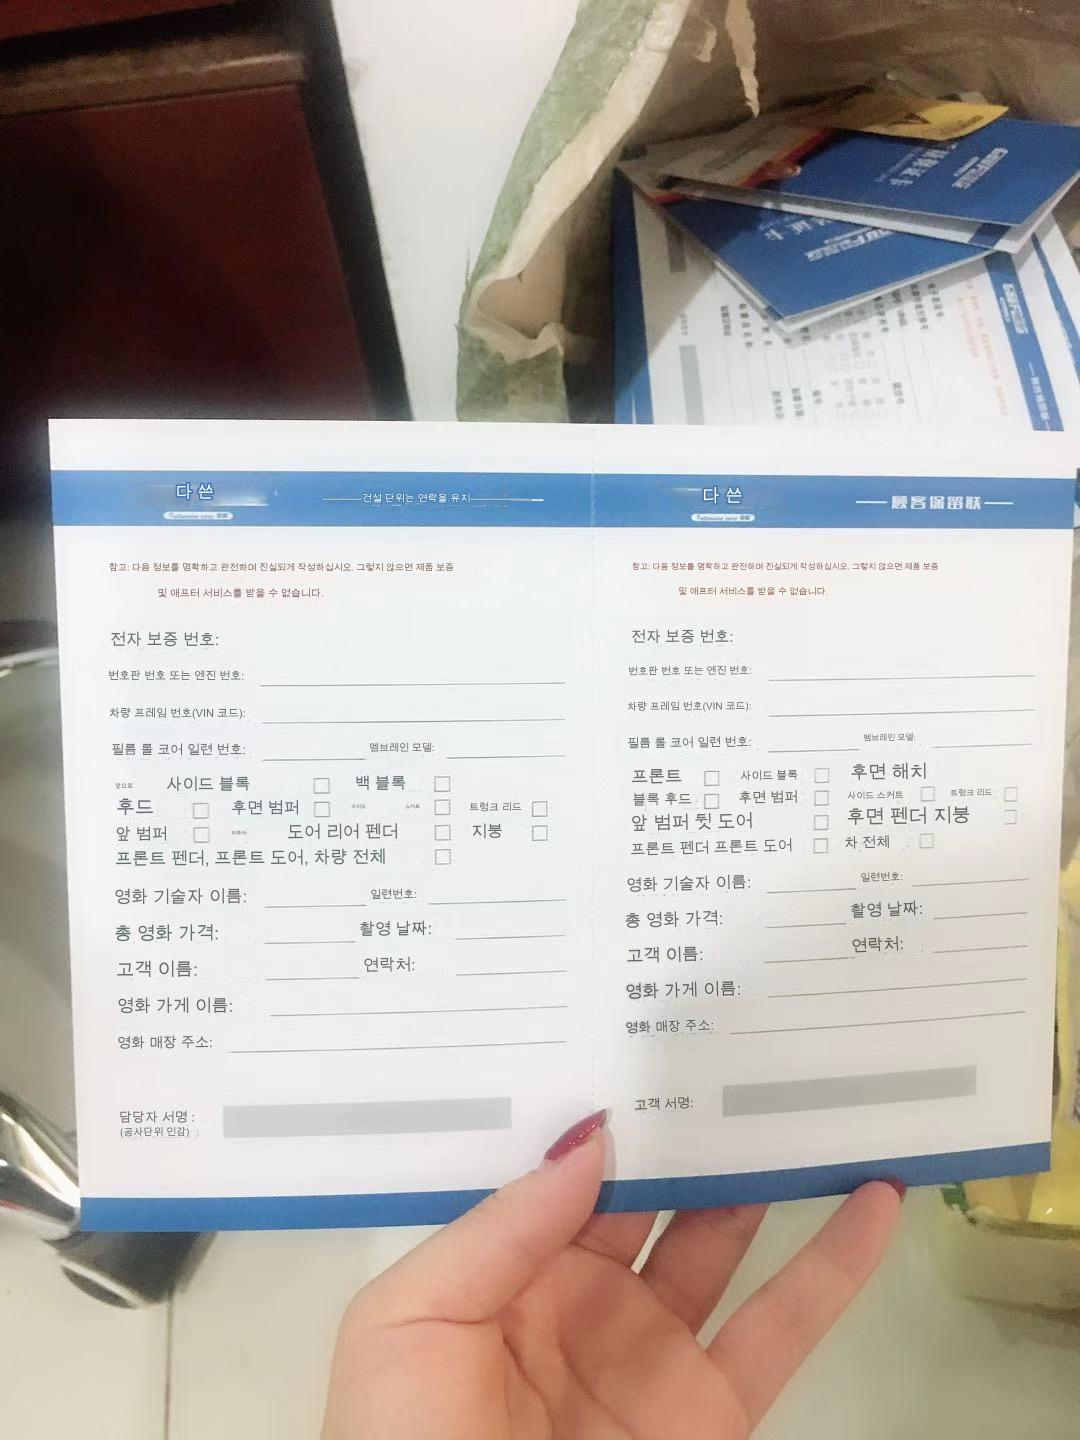 다 쓴
건설 단위는 연락을 유지
참고: 다음 정보를 명확하고 완전하며 진실되게 작성하십시오. 그렇지 않으면 제품 보증
및 애프터 서비스를 받을 수 없습니다.
전자 보증 번호:
번호판 번호 또는 엔진 번호:
차량 프레임 번호(VIN 코드):
필름 롤 코어 일련 번호: 멤브레인 모델:
앞으로 사이드 블록 백 블록
후드 후면 범퍼 사이드 스커트 트렁크 리드
앞 범퍼 도어 리어 펜더 지붕
프론트 펜더, 프론트 도어, 차량 전체
영화 기술자 이름: 일련번호:
총 영화 가격: 촬영 날짜:
고객 이름: 연락처:
영화 가게 이름:
영화 매장 주소:
담당자 서명 :
(공사단위 인감)
다 쓴
顾客保留联
참고: 다음 정보를 명확하고 완전하며 진실되게 작성하십시오. 그렇지 않으면 제품 보증
및 애프터 서비스를 받을 수 없습니다.
전자 보증 번호:
번호판 번호 또는 엔진 번호:
차량 프레임 번호(VIN 코드):
필름 롤 코어 일련 번호: 멤브레인 모델:
프론트 사이드 블록 후면 해치
블록 후드 후면 범퍼 사이드 스커트 트렁크 리드
앞 범퍼 뒷 도어 후면 펜더 지붕
프론트 펜더 프론트 도어 차 전체
영화 기술자 이름: 일련번호:
총 영화 가격: 촬영 날짜:
고객 이름: 연락처:
영화 가게 이름:
영화 매장 주소:
고객 서명: